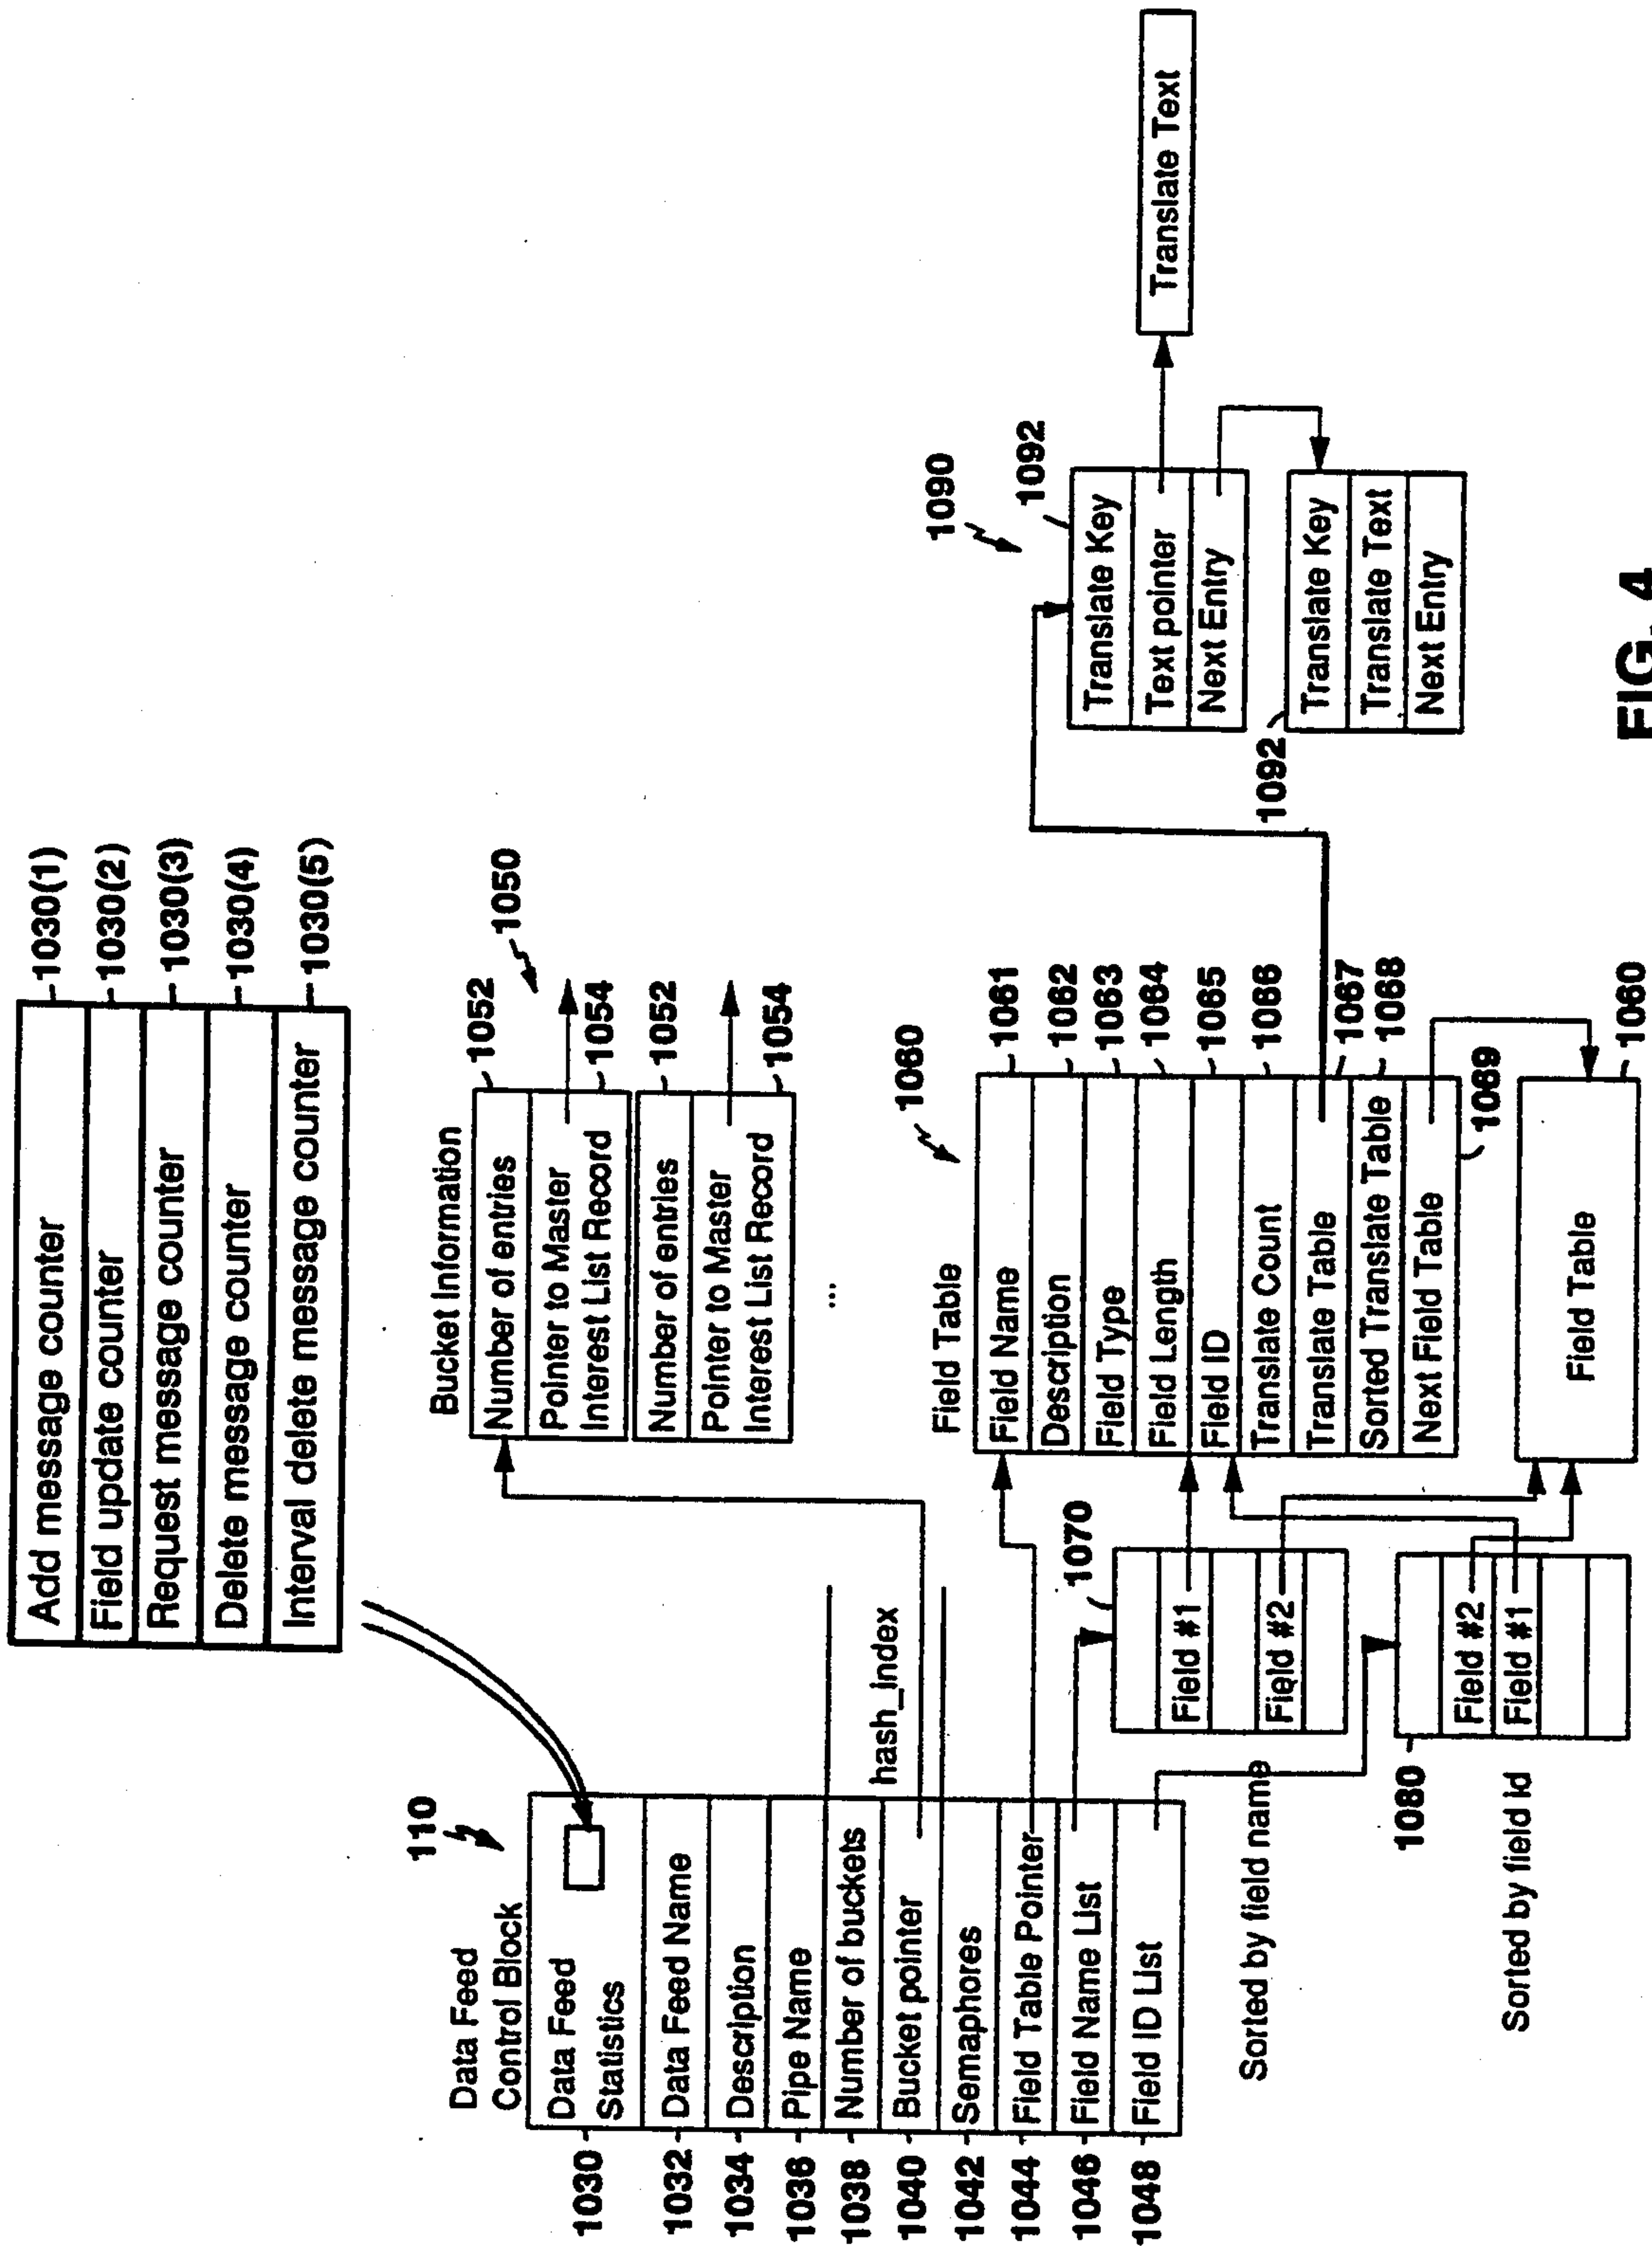 Add message counter
Field update counter
Request message counter
Delete message counter
Interval delete message counter
1030(1)
1030(2)
1030(3)
1030(4)
1030(5)
110
Data Feed
Control Block
Data Feed
Statistics
Data Feed Name
Description
Pipe Name
Number of buckets
Bucket pointer
Semaphores
Field Table Pointer
Field Name List
Field ID List
1030
1032
1034
1036
1038
1040
1042
1044
1046
1048
hash_index
Bucket Information
Number of entries
Pointer to Master
Interest List Record
Number of entries
Pointer to Master
Interest List Record
...
1052
1054
1052
1054
1050
Field Table
Field Name
Description
Field Type
Field Length
Field ID
Translate Count
Translate Table
Sorted Translate Table
Next Field Table
1060
1061
1062
1063
1064
1065
1066
1067
1068
1069
Field Table
1060
1070
Field #1
Field #2
Sorted by field name
1080
Field #2
Field #1
Sorted by field id
1090
1092
Translate Key
Text pointer
Next Entry
1092
Translate Key
Translate Text
Next Entry
Translate Text
FIG. 4